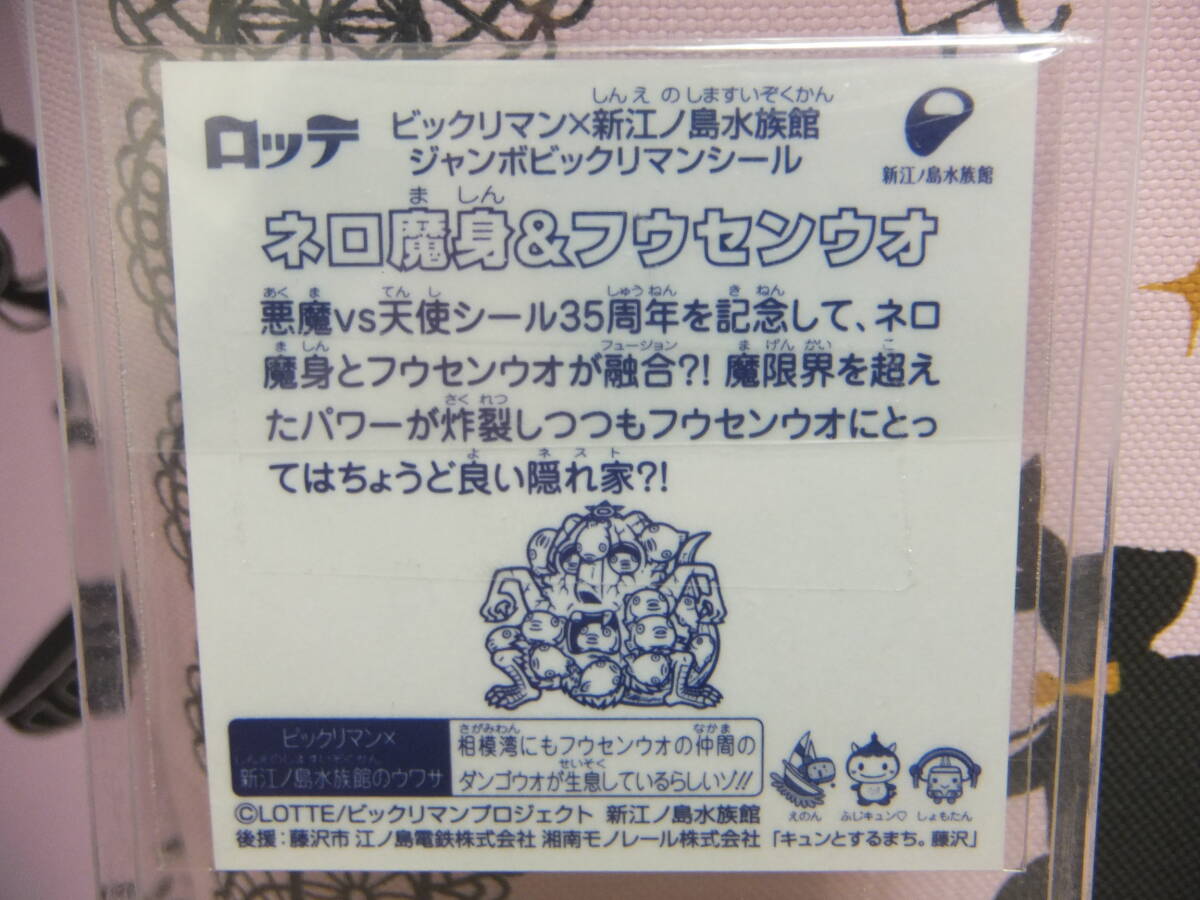 ロッテ
しんえのしますいぞくかん
ビックリマン×新江ノ島水族館
ジャンボビックリマンシール
新江ノ島水族館
ましん
ネロ魔身&フウセンウオ
あくま てんし しゅうねん きねん
悪魔vs天使シール35周年を記念して、ネロ
ましん フュージョン まげんかい こ
魔身とフウセンウオが融合?! 魔限界を超え
さくれつ
たパワーが炸裂しつつもフウセンウオにとっ
よ ネスト
てはちょうど良い隠れ家?!
ビックリマン×
しんえのしますいぞくかん
新江ノ島水族館のウワサ
さがみわん なかま
相模湾にもフウセンウオの仲間の
せいそく
ダンゴウオが生息しているらしいゾ!!
えのん ふじキュン♡ しょもたん
©LOTTE/ビックリマンプロジェクト 新江ノ島水族館
後援:藤沢市 江ノ島電鉄株式会社 湘南モノレール株式会社 「キュンとするまち。藤沢」